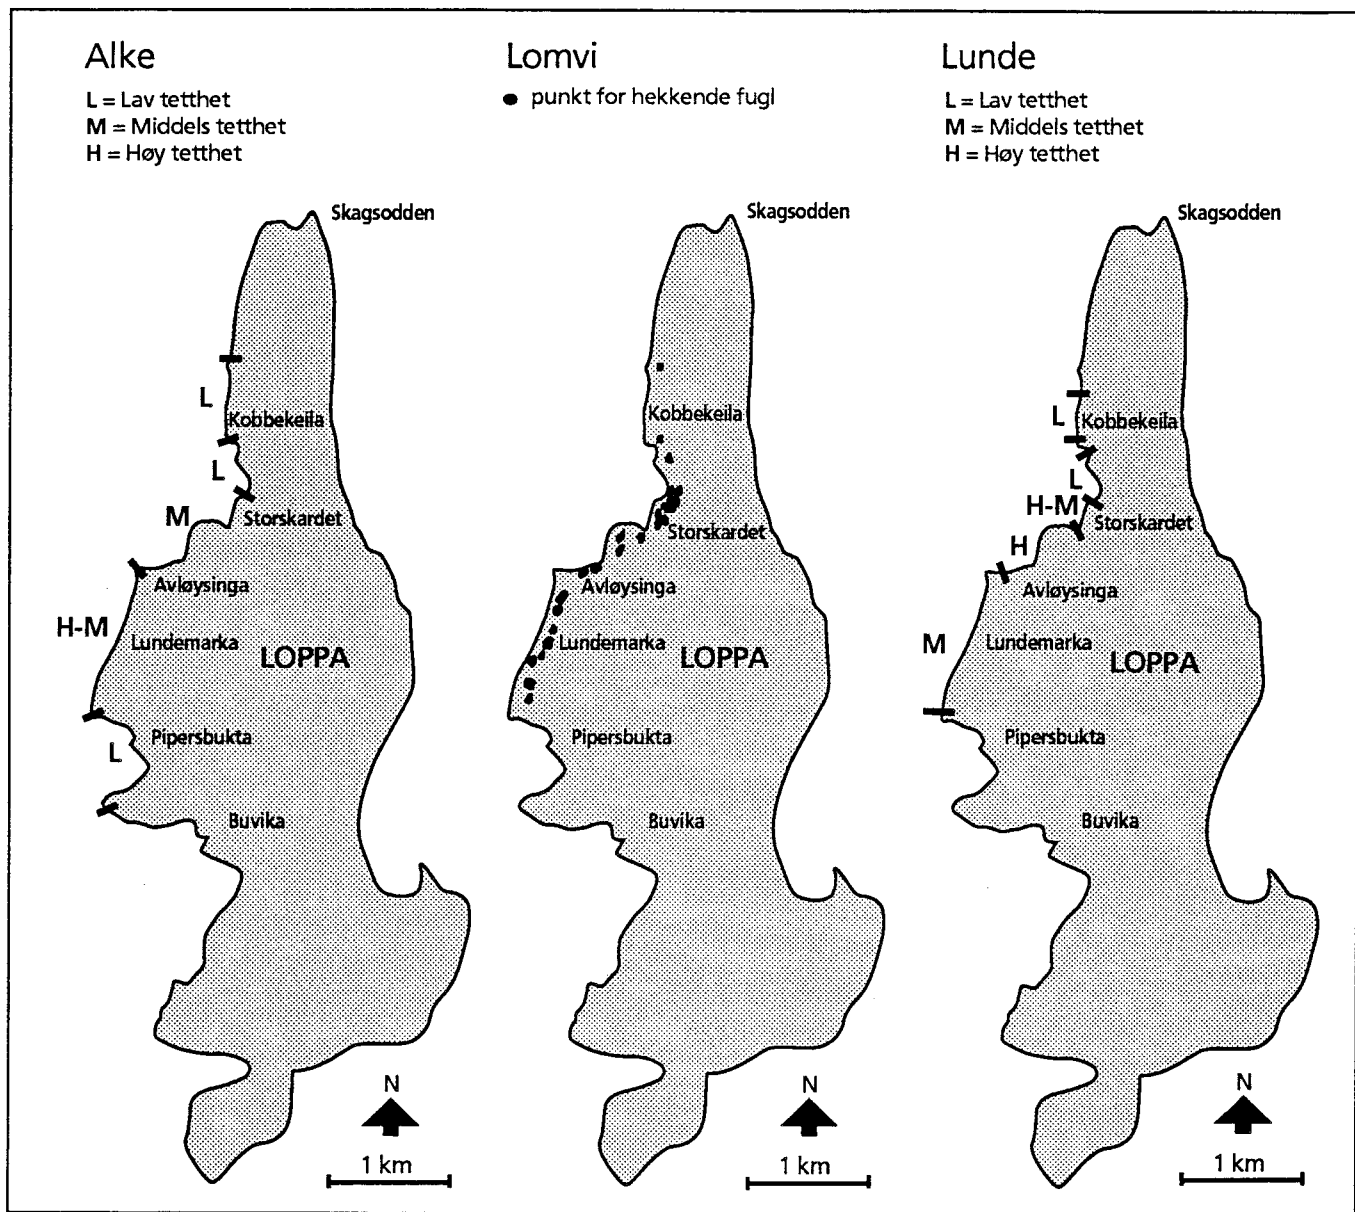 Alke
L = Lav tetthet
M = Middels tetthet
H = Høy tetthet
Skagsodden
L
Kobbekeila
L
M
Storskardet
Avløysinga
H-M
Lundemarka
LOPPA
Pipersbukta
L
Buvika
N
1 km
Lomvi
● punkt for hekkende fugl
Skagsodden
Kobbekeila
Storskardet
Avløysinga
Lundemarka
LOPPA
Pipersbukta
Buvika
N
1 km
Lunde
L = Lav tetthet
M = Middels tetthet
H = Høy tetthet
Skagsodden
L
Kobbekeila
L
H-M
Storskardet
H
Avløysinga
M
Lundemarka
LOPPA
Pipersbukta
Buvika
N
1 km